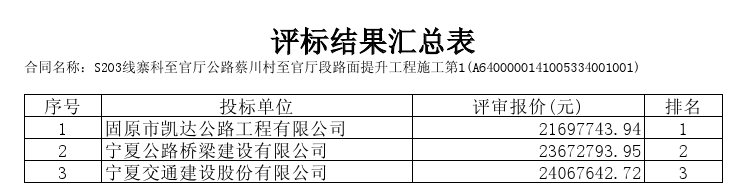 评标结果汇总表
合同名称：S203线寨科至官厅公路蔡川村至官厅段路面提升工程施工第1(A6400000141005334001001)
序号 投标单位 评审报价(元) 排名
1 固原市凯达公路工程有限公司 21697743.94 1
2 宁夏公路桥梁建设有限公司 23672793.95 2
3 宁夏交通建设股份有限公司 24067642.72 3